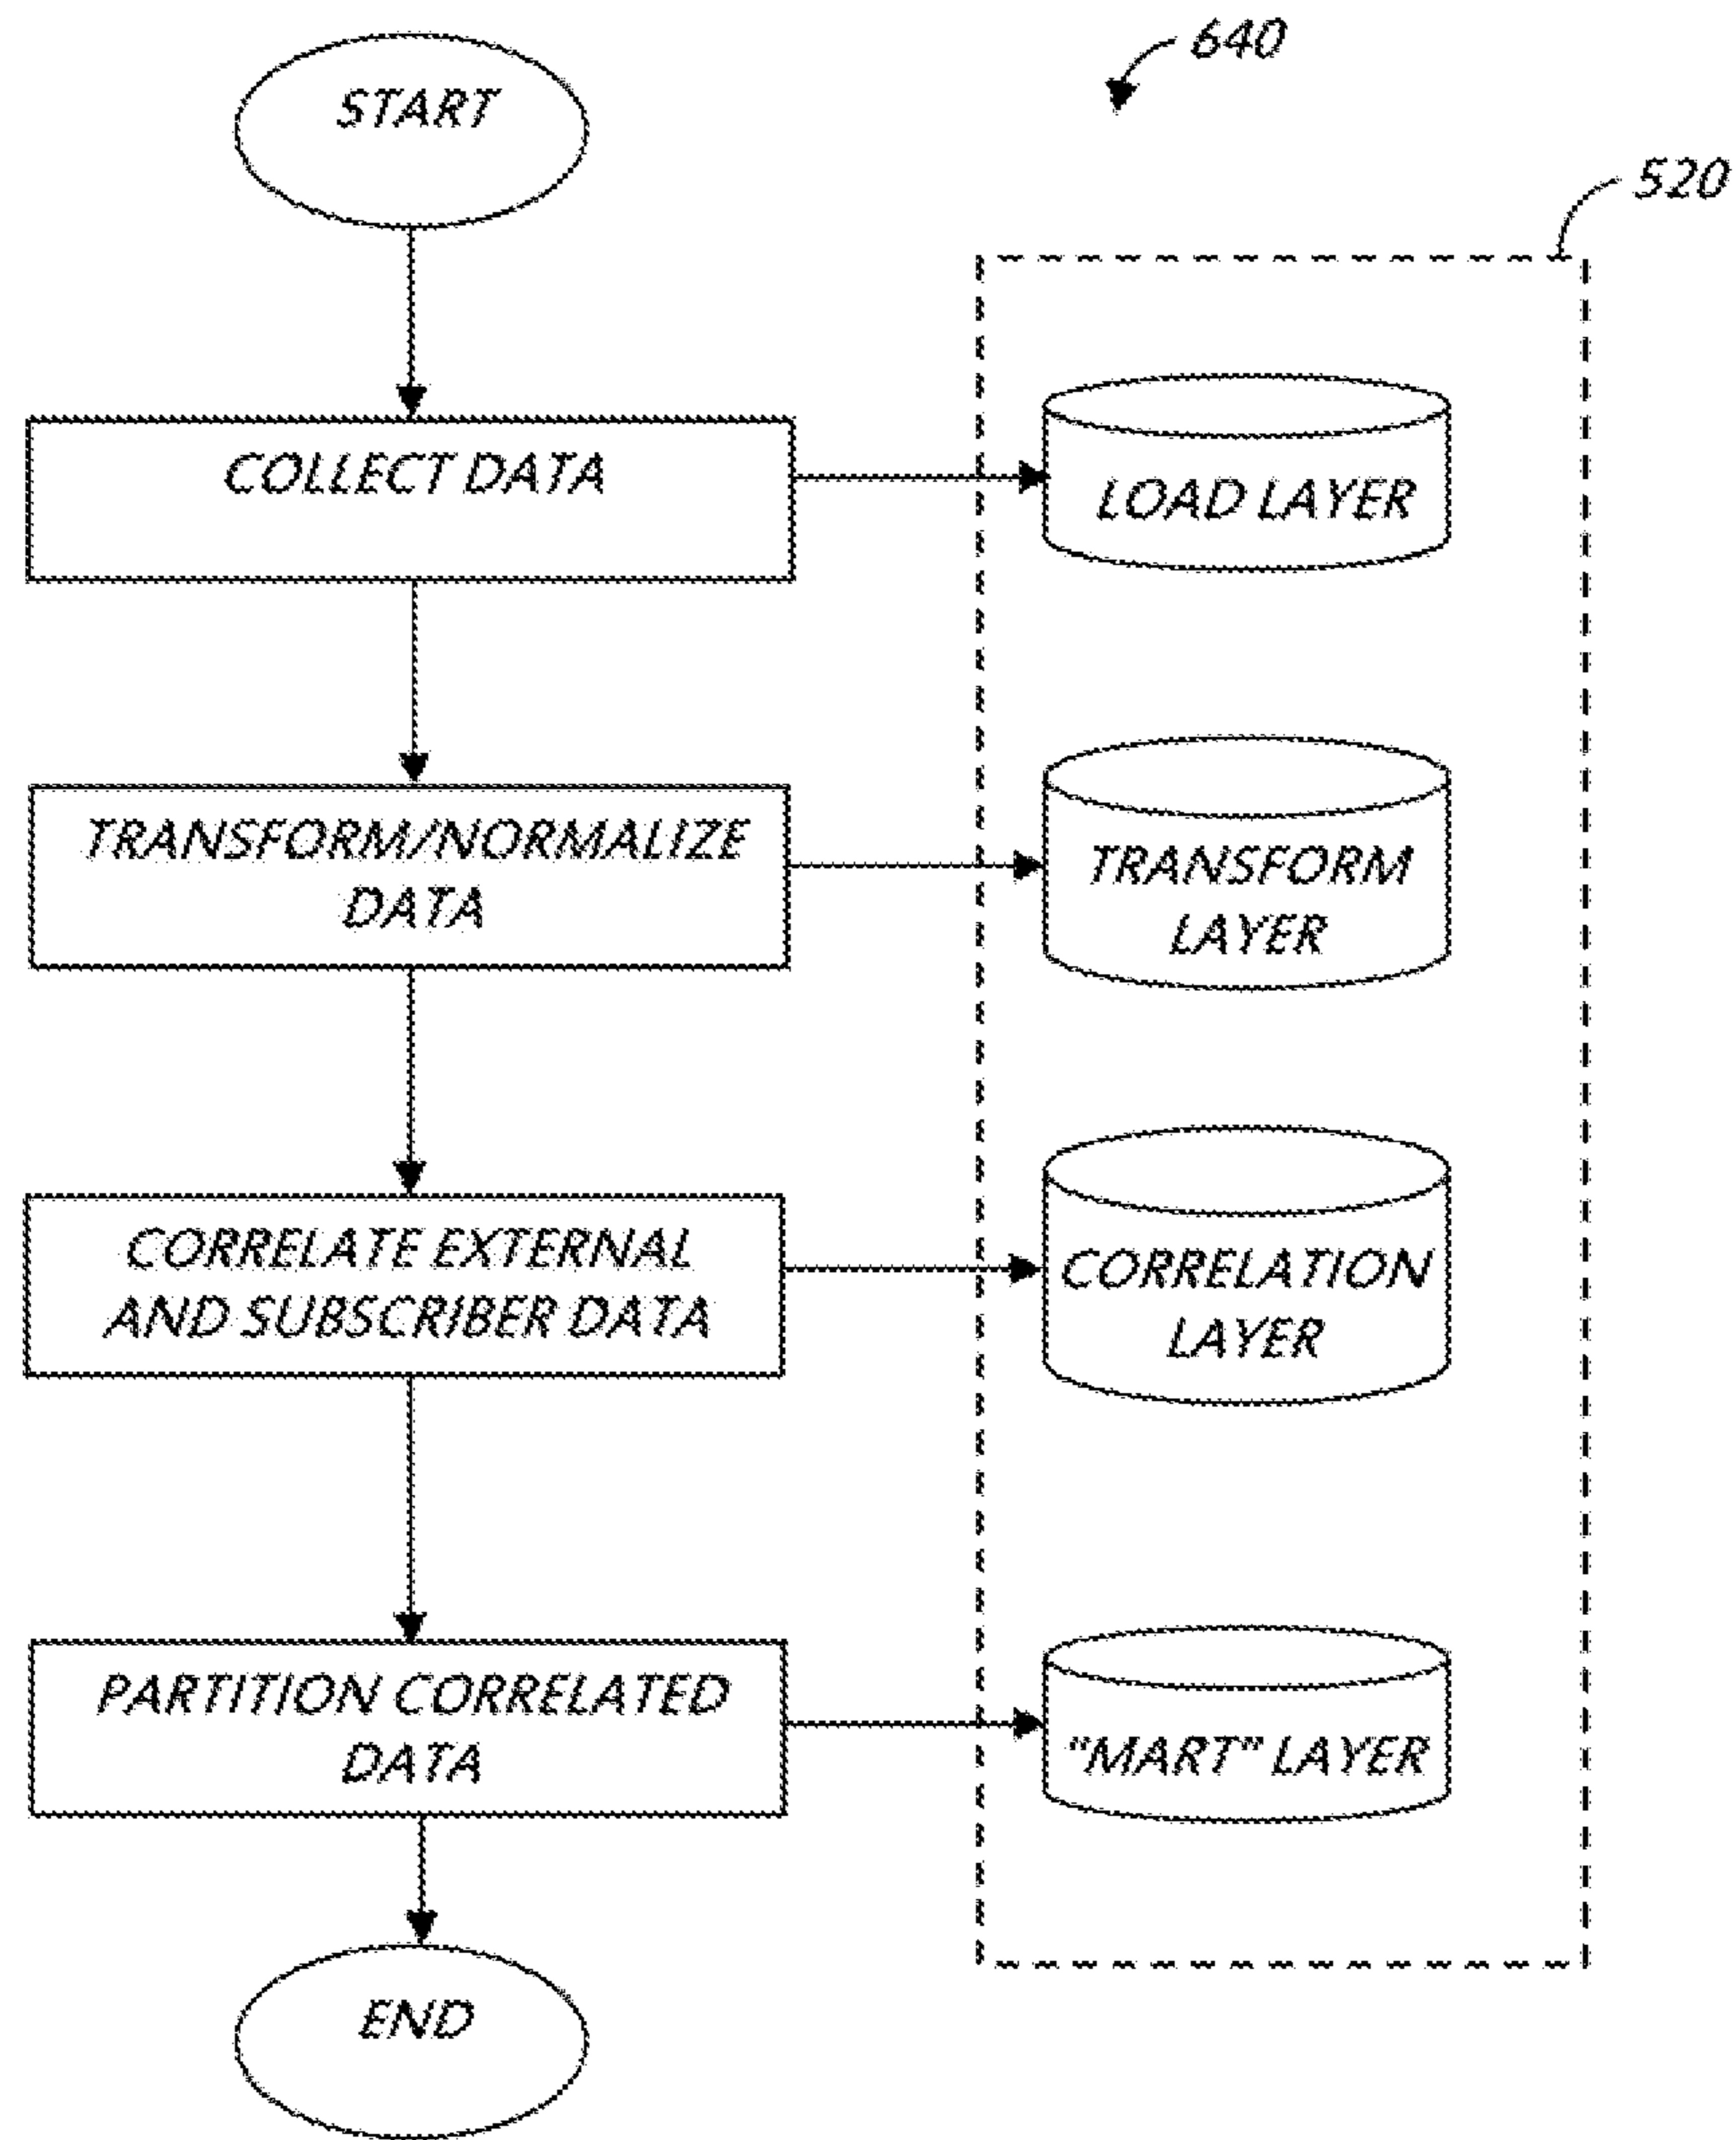 640
START
520
COLLECT DATA
LOAD LAYER
TRANSFORM/NORMALIZE
DATA
TRANSFORM
LAYER
CORRELATE EXTERNAL
AND SUBSCRIBER DATA
CORRELATION
LAYER
PARTITION CORRELATED
DATA
"MART" LAYER
END